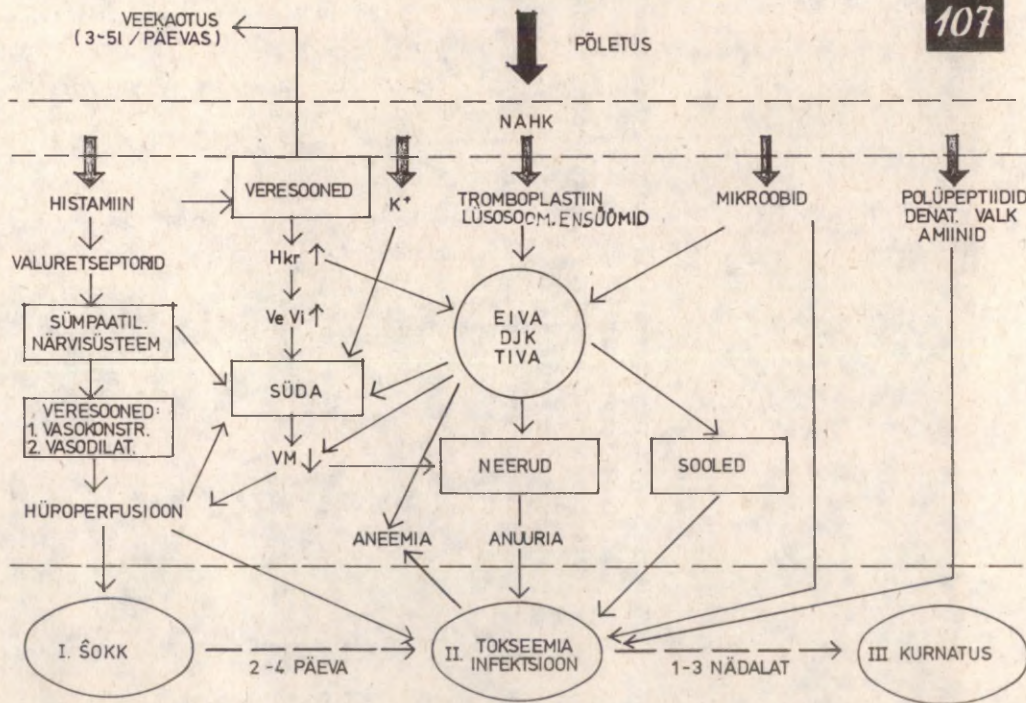 VEEKAOTUS
(3~5l / PÄEVAS)
PÕLETUS
107
NAHK
HISTAMIIN
VERESOONED
K+
TROMBOPLASTIIN
LÜSOSOOM.ENSÜÜMID
MIKROOBID
POLÜPEPTIIDID
DENAT. VALK
AMIINID
VALURETSEPTORID
Hkr ↑
Ve Vi ↑
SÜMPAATIL.
NÄRVISÜSTEEM
EIVA
DJK
TIVA
SÜDA
VERESOONED:
1. VASOKONSTR.
2. VASODILAT.
VM ↓
NEERUD
SOOLED
HÜPOPERFUSIOON
ANEEMIA
ANUURIA
I. ŠOKK
2-4 PÄEVA
II. TOKSEEMIA
INFEKTSIOON
1-3 NÄDALAT
III KURNATUS